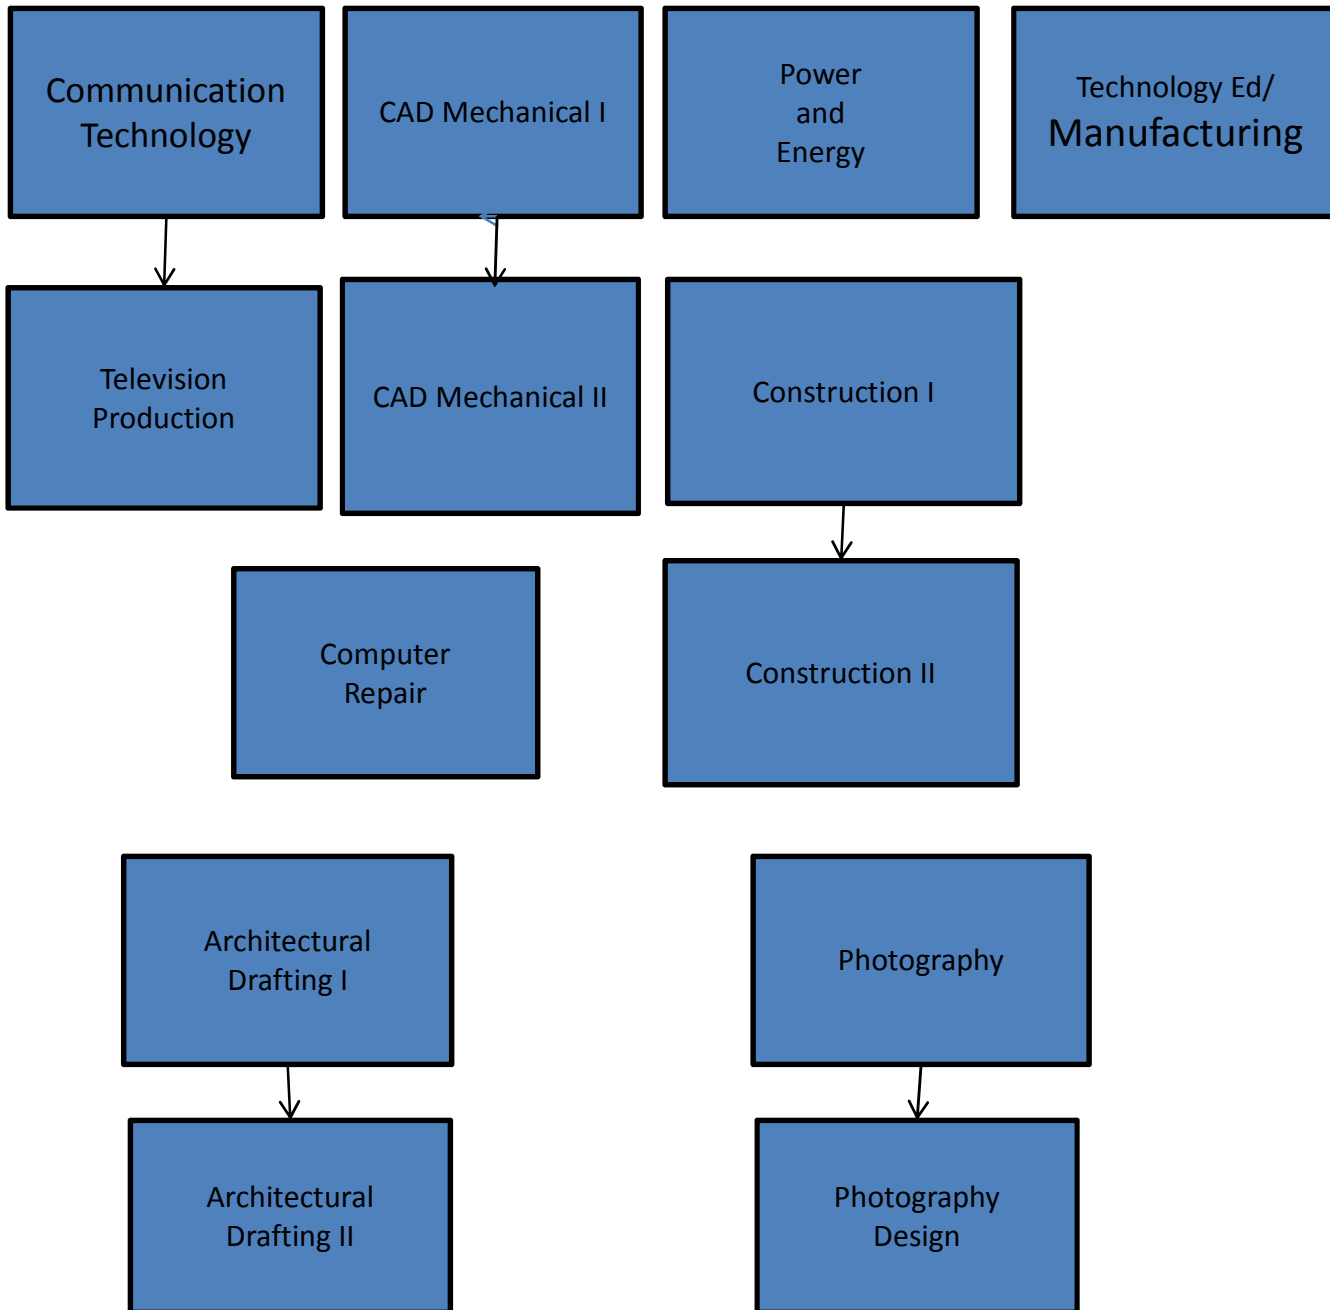 Communication
Technology
CAD Mechanical I
Power
and
Energy
Technology Ed/
Manufacturing
Television
Production
CAD Mechanical II
Construction I
Computer
Repair
Construction II
Architectural
Drafting I
Photography
Architectural
Drafting II
Photography
Design